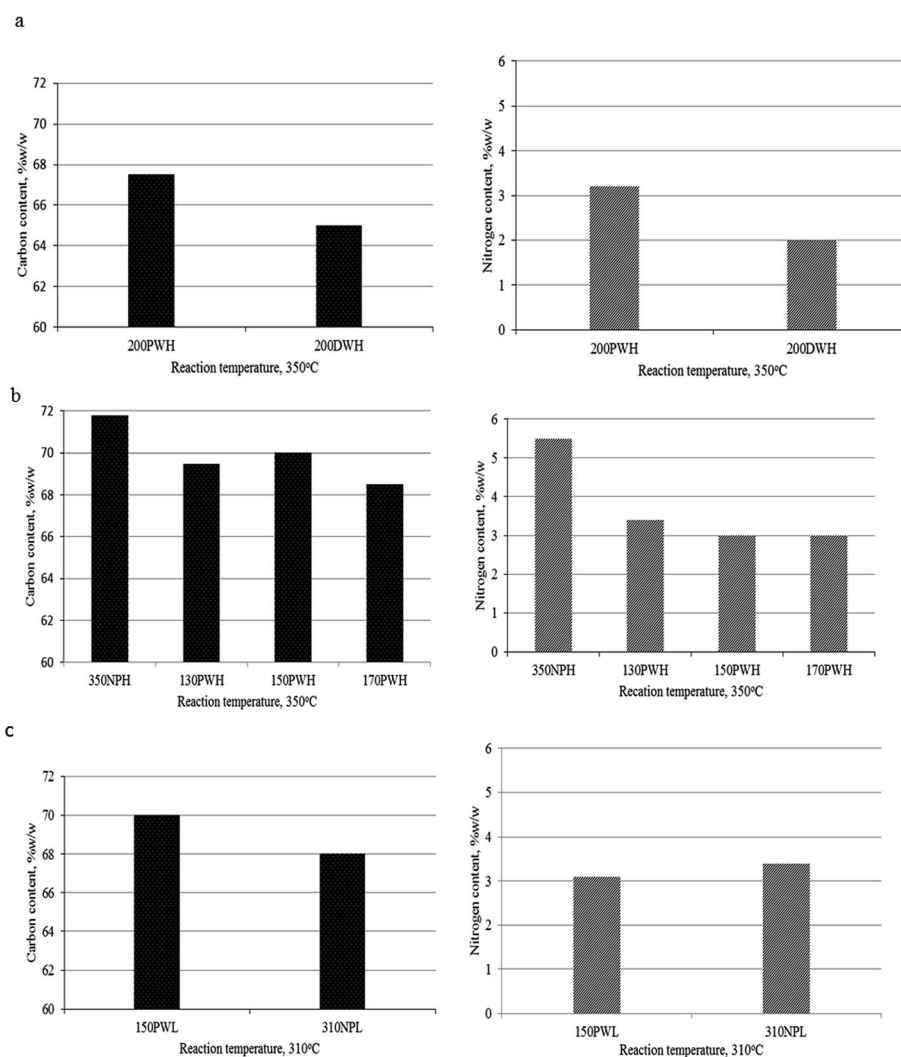 a
72
70
68
66
64
62
60
Carbon content, %w/w
200PWH 200DWH
Reaction temperature, 350°C
6
5
4
3
2
1
0
Nitrogen content, %w/w
200PWH 200DWH
Reaction temperature, 350°C
b
72
70
68
66
64
62
60
Carbon content, %w/w
350NPH 130PWH 150PWH 170PWH
Reaction temperature, 350°C
6
5
4
3
2
1
0
Nitrogen content, %w/w
350NPH 130PWH 150PWH 170PWH
Recation temperature, 350°C
c
72
70
68
66
64
62
60
Carbon content, %w/w
150PWL 310NPL
Reaction temperature, 310°C
6
5
4
3
2
1
0
Nitrogen content, %w/w
150PWL 310NPL
Reaction temperature, 310°C